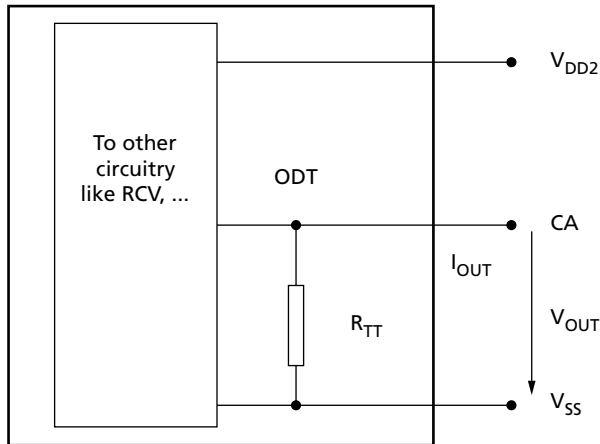 V_DD2
To other
circuitry
like RCV, ...
ODT
CA
I_OUT
R_TT
V_OUT
V_SS